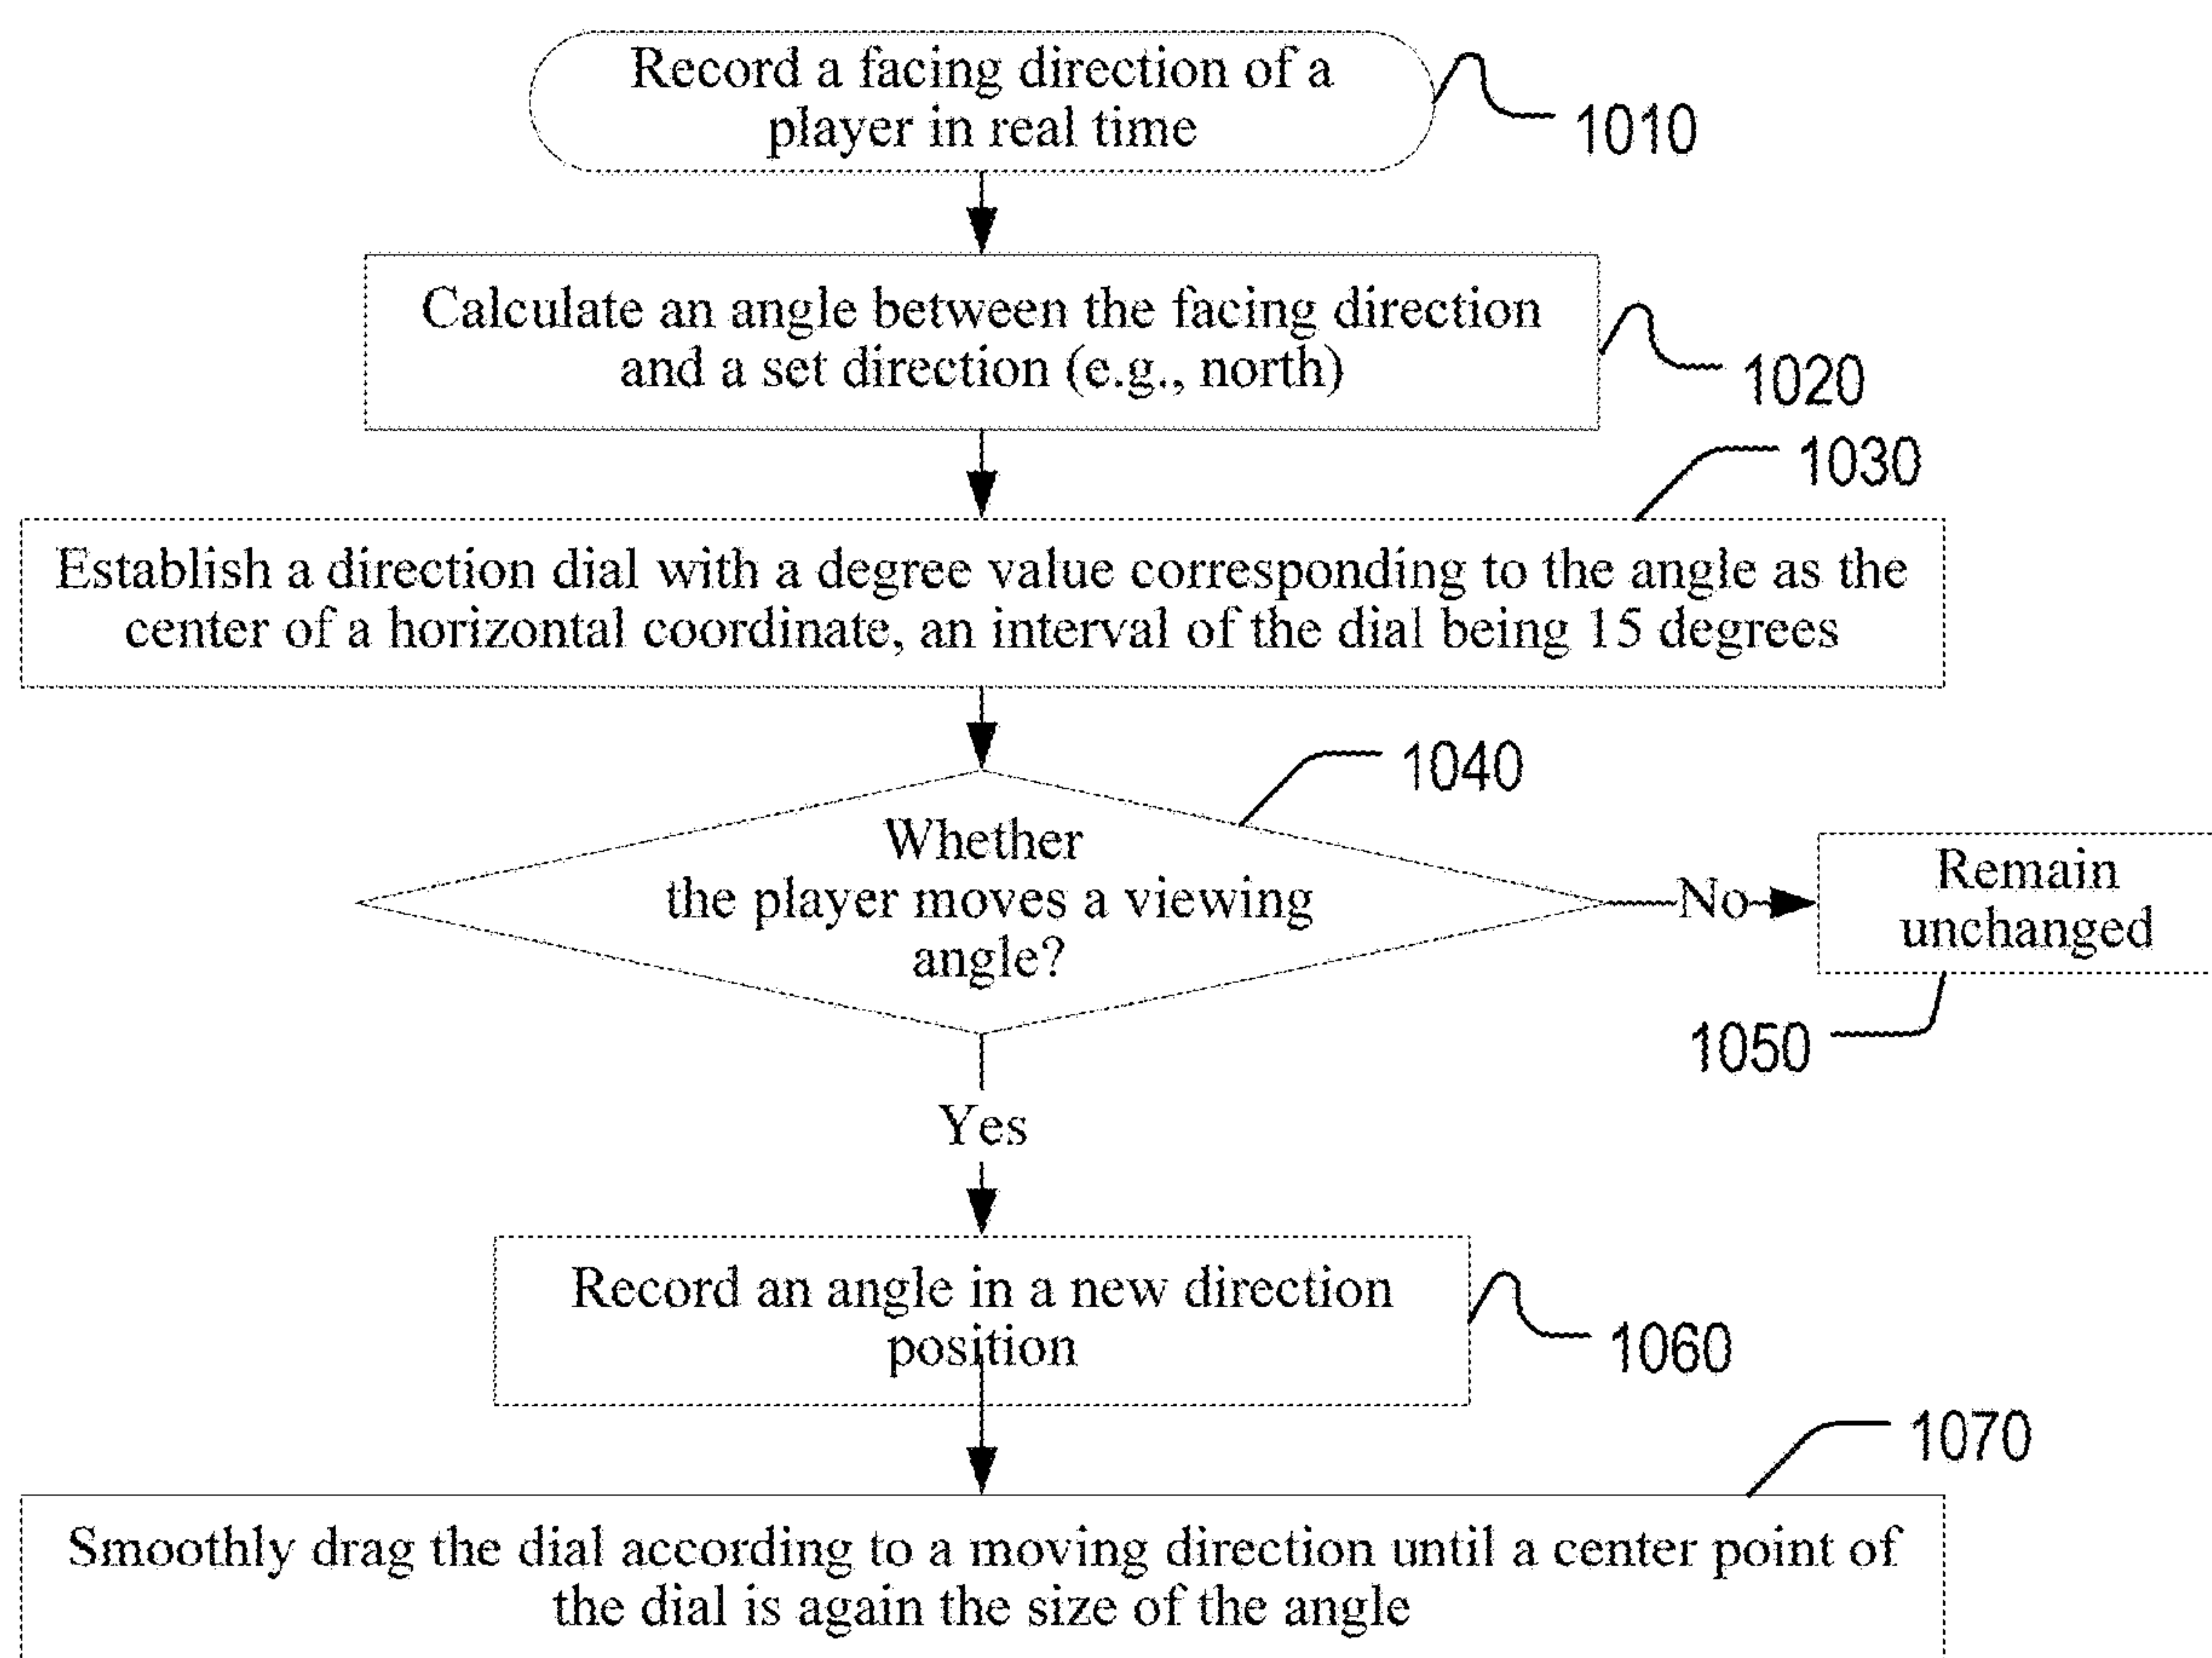 Record a facing direction of a
player in real time
1010
Calculate an angle between the facing direction
and a set direction (e.g., north)
1020
1030
Establish a direction dial with a degree value corresponding to the angle as the
center of a horizontal coordinate, an interval of the dial being 15 degrees
1040
Whether
the player moves a viewing
angle?
No
Remain
unchanged
1050
Yes
Record an angle in a new direction
position
1060
1070
Smoothly drag the dial according to a moving direction until a center point of
the dial is again the size of the angle